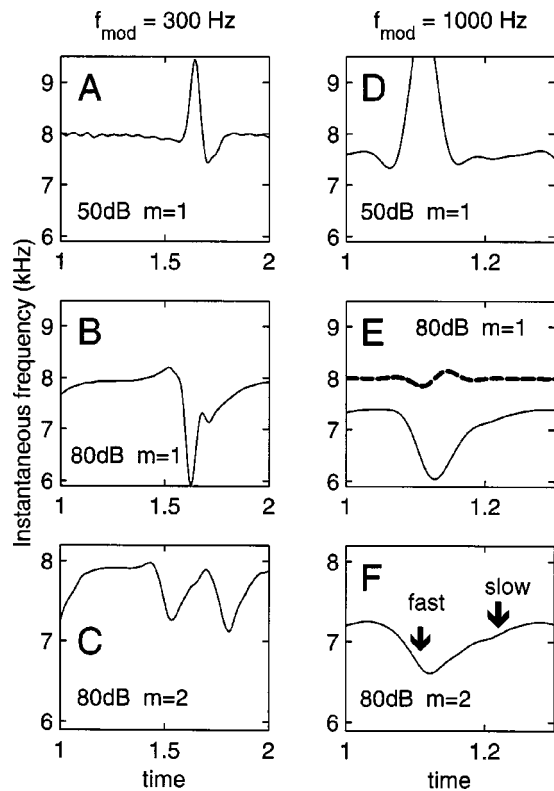 f_mod = 300 Hz
f_mod = 1000 Hz
Instantaneous frequency (kHz)
A
9
8
7
6
50dB m=1
1 1.5 2
D
9
8
7
6
50dB m=1
1 1.2
B
9
8
7
6
80dB m=1
1 1.5 2
E
80dB m=1
9
8
7
6
1 1.2
C
8
7
6
80dB m=2
1 1.5 2
time
F
fast
slow
8
7
6
80dB m=2
1 1.2
time